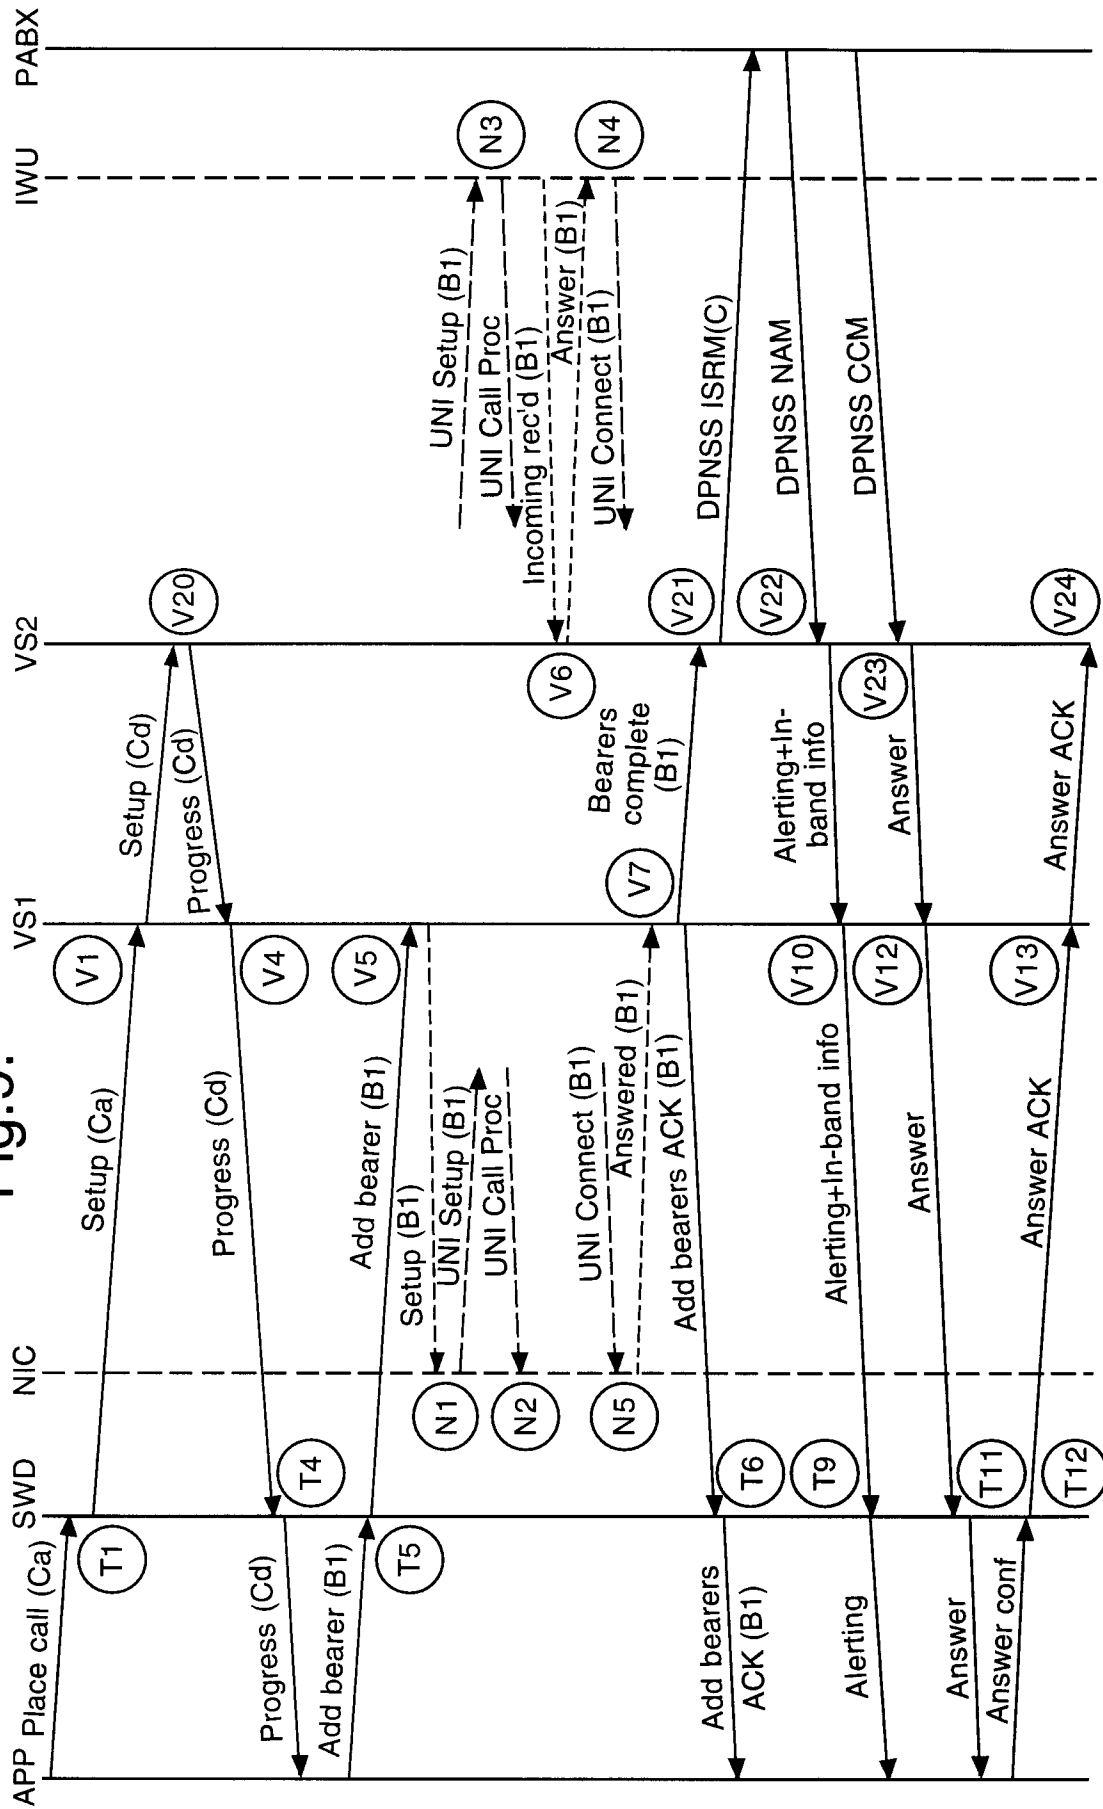 APP
SWD
NIC
VS1
VS2
IWU
PABX
Place call (Ca)
T1
Setup (Ca)
V1
Setup (Cd)
V20
Progress (Cd)
V4
Progress (Cd)
T4
Progress (Cd)
Add bearer (B1)
T5
Add bearer (B1)
V5
Setup (B1)
N1
UNI Setup (B1)
UNI Call Proc
N2
UNI Setup (B1)
N3
UNI Call Proc
Incoming rec'd (B1)
V6
Answer (B1)
N4
UNI Connect (B1)
UNI Connect (B1)
N5
Answered (B1)
V7
Bearers
complete
(B1)
V21
Add bearers ACK (B1)
T6
Add bearers
ACK (B1)
DPNSS ISRM(C)
DPNSS NAM
V22
Alerting+In-
band info
V10
Alerting+In-band info
T9
Alerting
DPNSS CCM
V23
Answer
V12
Answer
T11
Answer
Answer conf
T12
Answer ACK
V13
Answer ACK
V24